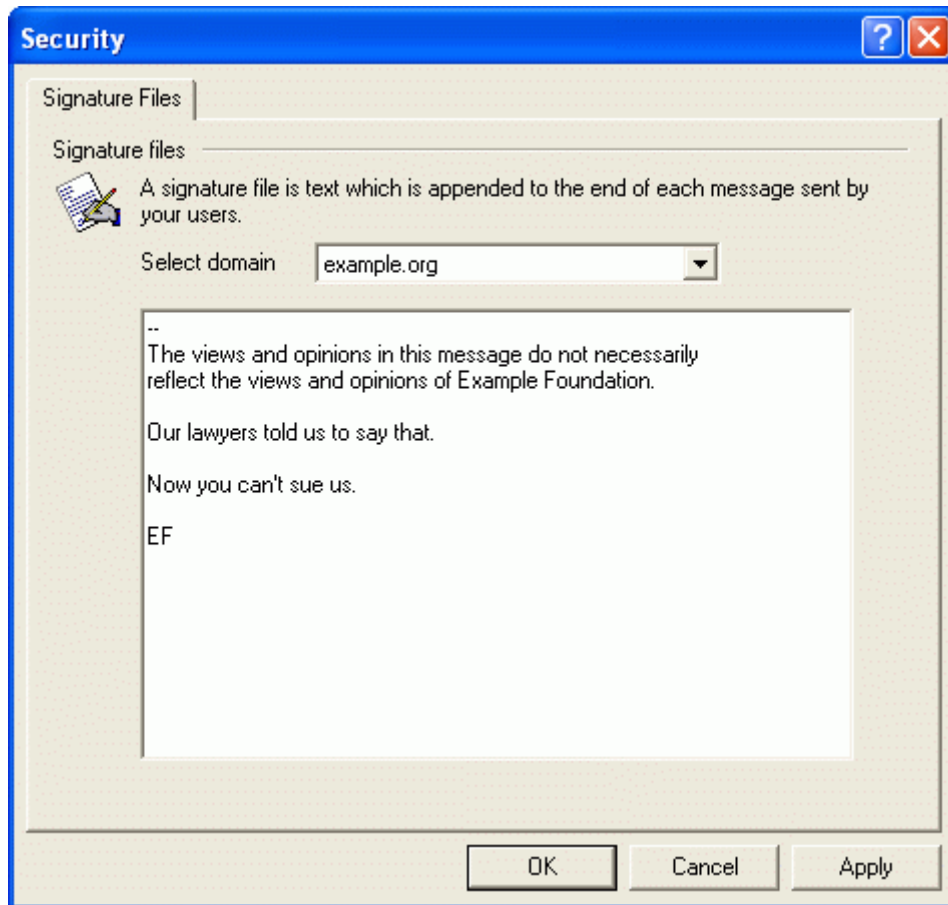 Security
Signature Files
Signature files
A signature file is text which is appended to the end of each message sent by
your users.
Select domain
example.org
--
The views and opinions in this message do not necessarily
reflect the views and opinions of Example Foundation.
Our lawyers told us to say that.
Now you can't sue us.
EF
OK
Cancel
Apply